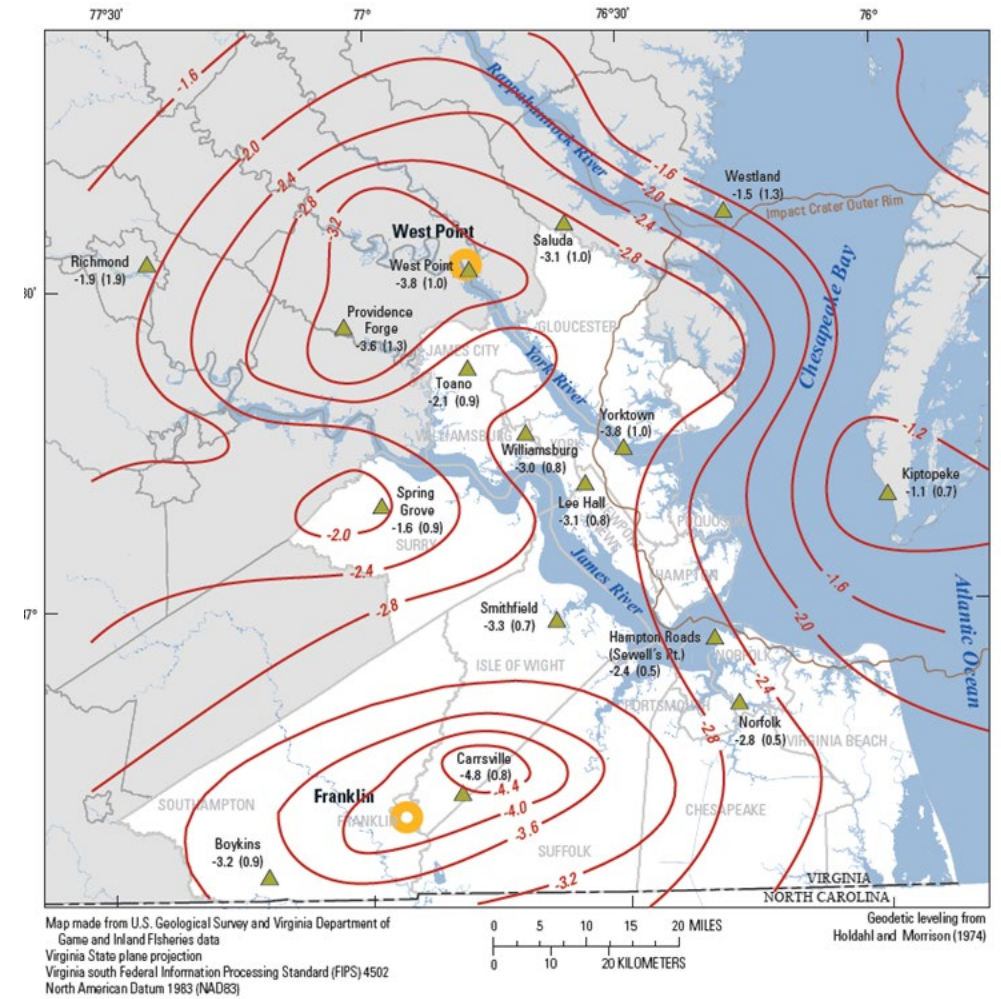 77°30'
77°
76°30'
76°
-1.6
Rappahannock River
-2.0
-2.4
-2.8
-3.2
-1.6
-2.0
-2.4
-2.8
Westland
-1.5 (1.3)
Impact Crater Outer Rim
West Point
Saluda
-3.1 (1.0)
Richmond
-1.9 (1.9)
West Point
-3.8 (1.0)
Chesapeake Bay
Providence
Forge
-3.6 (1.3)
GLOUCESTER
JAMES CITY
York River
Toano
-2.1 (0.9)
Yorktown
-3.8 (1.0)
WILLIAMSBURG
YORK
Williamsburg
-3.0 (0.8)
-1.2
Kiptopeke
-1.1 (0.7)
Spring
Grove
-1.6 (0.9)
Lee Hall
-3.1 (0.8)
NEWPORT
NEWS
POQUOSON
-2.0
SURRY
-2.4
James River
HAMPTON
-1.6
Atlantic Ocean
-2.8
Smithfield
-3.3 (0.7)
-2.0
Hampton Roads
(Sewell's Pt.)
-2.4 (0.5)
NORFOLK
ISLE OF WIGHT
-2.4
PORTSMOUTH
Norfolk
-2.8 (0.5)
-2.8
VIRGINIA BEACH
Carrsville
-4.8 (0.8)
-4.4
Franklin
-4.0
SOUTHAMPTON
FRANKLIN
-3.6
CHESAPEAKE
Boykins
-3.2 (0.9)
SUFFOLK
-3.2
VIRGINIA
NORTH CAROLINA
Map made from U.S. Geological Survey and Virginia Department of
Game and Inland FIsheries data
Virginia State plane projection
Virginia south Federal Information Processing Standard (FIPS) 4502
North American Datum 1983 (NAD83)
0 5 10 15 20 MILES
0 10 20 KILOMETERS
Geodetic leveling from
Holdahl and Morrison (1974)